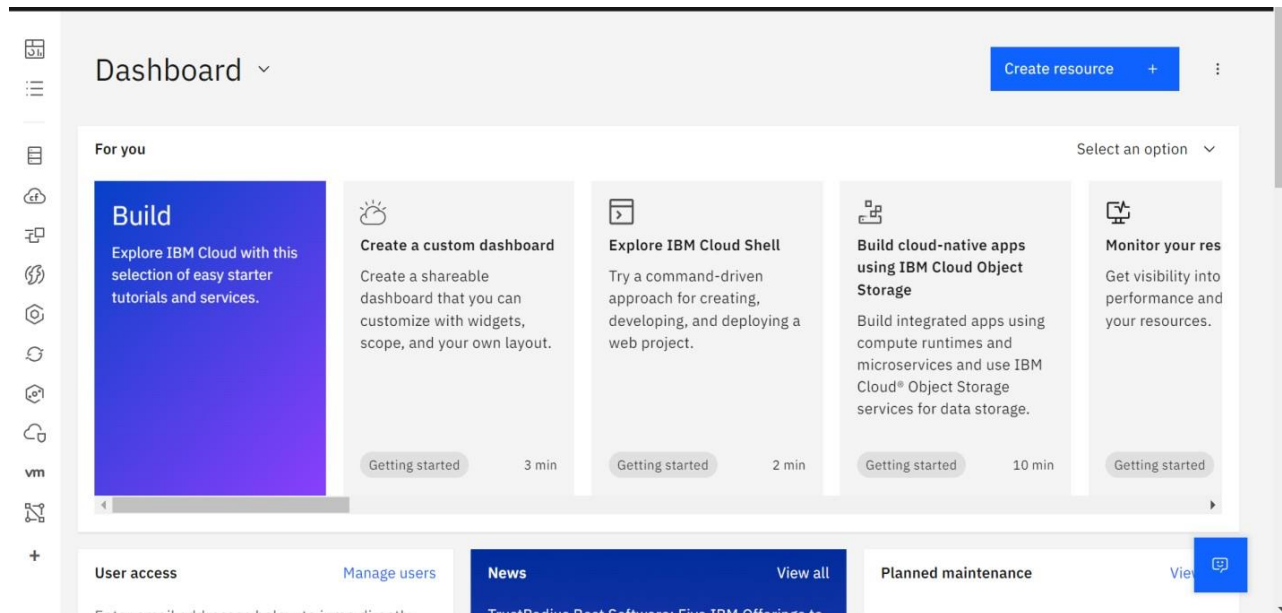 Dashboard
Create resource +
For you
Select an option
Build
Explore IBM Cloud with this
selection of easy starter
tutorials and services.
Create a custom dashboard
Create a shareable
dashboard that you can
customize with widgets,
scope, and your own layout.
Getting started 3 min
Explore IBM Cloud Shell
Try a command-driven
approach for creating,
developing, and deploying a
web project.
Getting started 2 min
Build cloud-native apps
using IBM Cloud Object
Storage
Build integrated apps using
compute runtimes and
microservices and use IBM
Cloud® Object Storage
services for data storage.
Getting started 10 min
Monitor your res
Get visibility into
performance and
your resources.
Getting started
cf
vm
+
User access
Manage users
News
View all
Planned maintenance